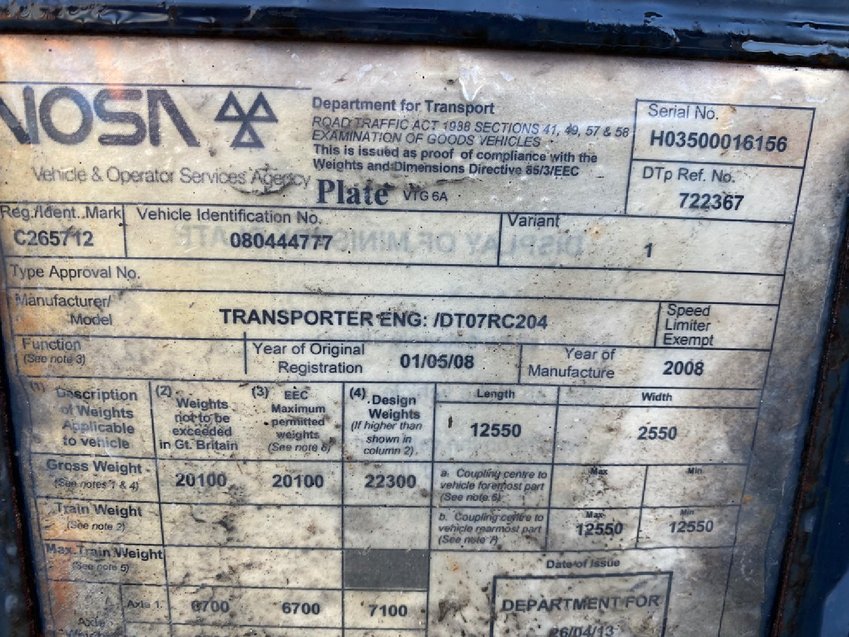 VOSA
Department for Transport
ROAD TRAFFIC ACT 1988 SECTIONS 41, 49, 57 & 58
EXAMINATION OF GOODS VEHICLES
This is issued as proof of compliance with the
Weights and Dimensions Directive 85/3/EEC
Vehicle & Operator Services Agency
Plate VTG 6A
Serial No.
H03500016156
DTp Ref. No.
722367
Reg./Ident. Mark
C265712
Vehicle Identification No.
080444777
Variant
1
Type Approval No.
Manufacturer/
Model
TRANSPORTER ENG: /DT07RC204
Speed
Limiter
Exempt
Function
(See note 3)
Year of Original
Registration
01/05/08
Year of
Manufacture
2008
(1) Description
of Weights
Applicable
to vehicle
(2) Weights
not to be
exceeded
in Gt. Britain
(3) EEC
Maximum
permitted
weights
(See note 6)
(4) Design
Weights
(If higher than
shown in
column 2)
Length
12550
Width
2550
Gross Weight
(See notes 1 & 4)
20100
20100
22300
a. Coupling centre to
vehicle foremost part
(See note 6)
Max
Min
Train Weight
(See note 2)
b. Coupling centre to
vehicle rearmost part
(See note 7)
Max
12550
Min
12550
Max. Train Weight
(See note 5)
Date of Issue
Axle 1.
6700
6700
7100
DEPARTMENT FOR
26/04/13
Axle